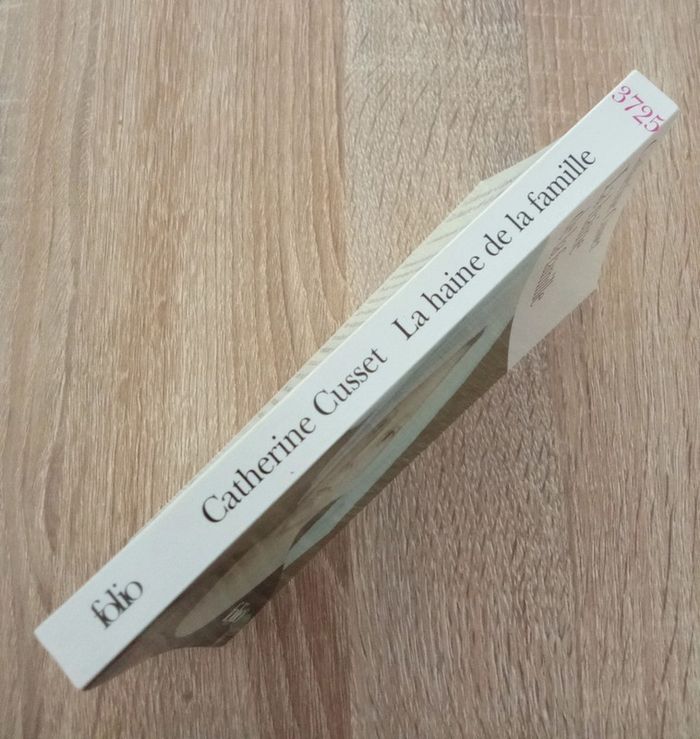 folio Catherine Cusset La haine de la famille 3725